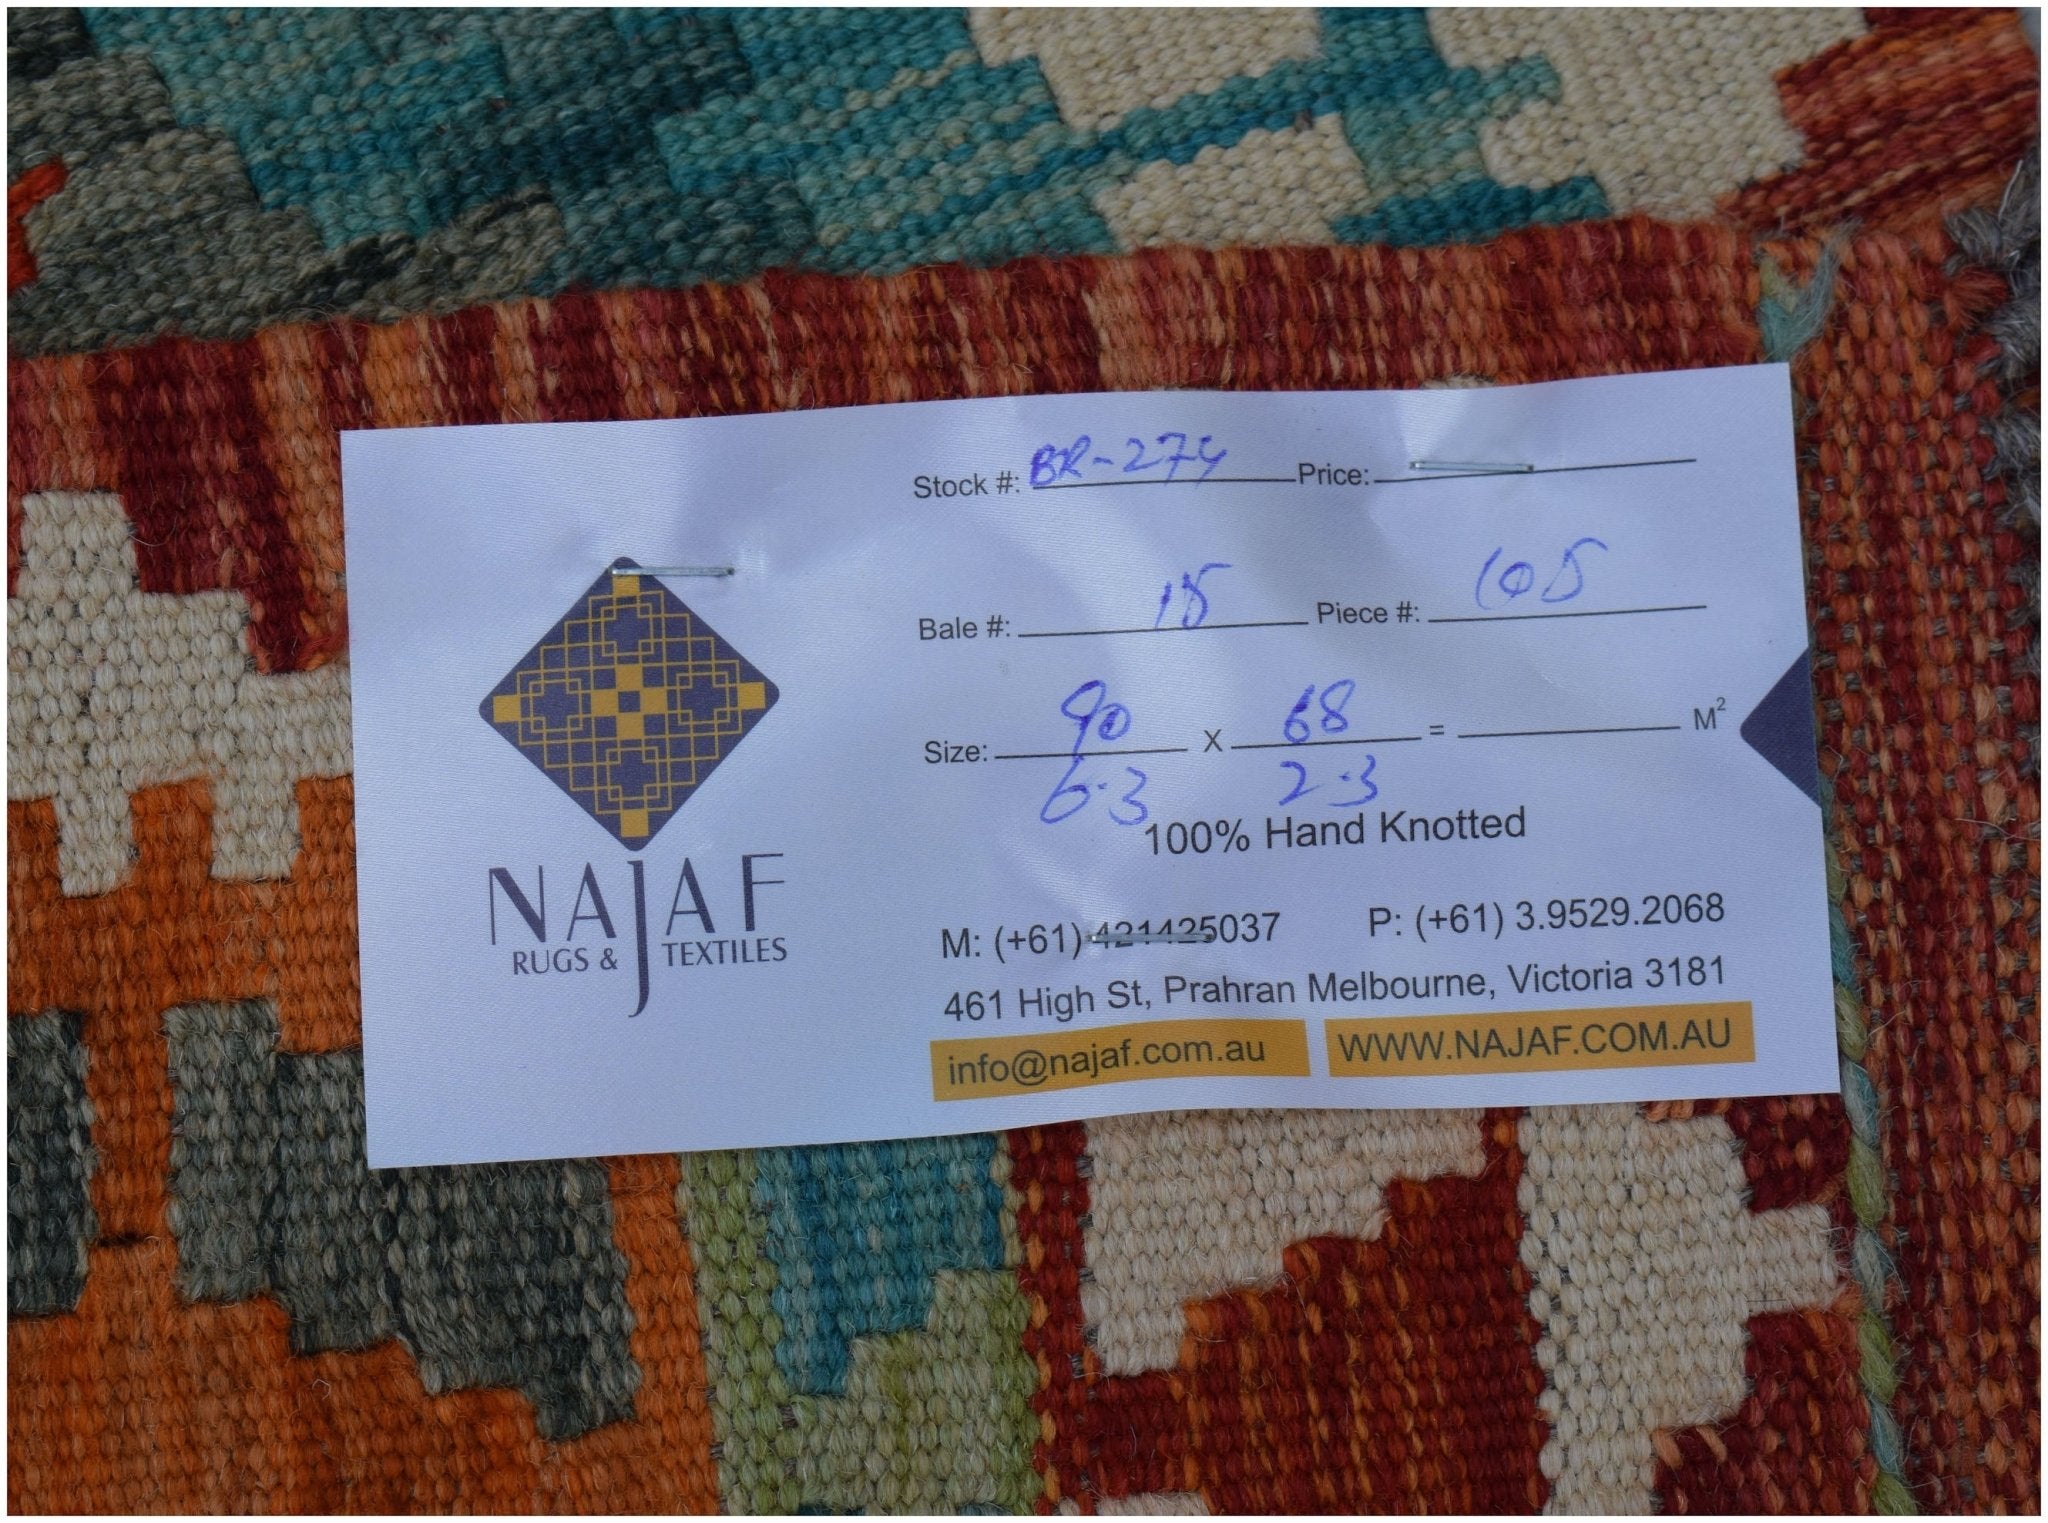 NAJAF
RUGS & TEXTILES
Stock #: BR-274 Price:
Bale #: 15 Piece #: 105
Size: 90 X 68 = M²
6.3 2.3
100% Hand Knotted
M: (+61) 421425037 P: (+61) 3.9529.2068
461 High St, Prahran Melbourne, Victoria 3181
info@najaf.com.au WWW.NAJAF.COM.AU